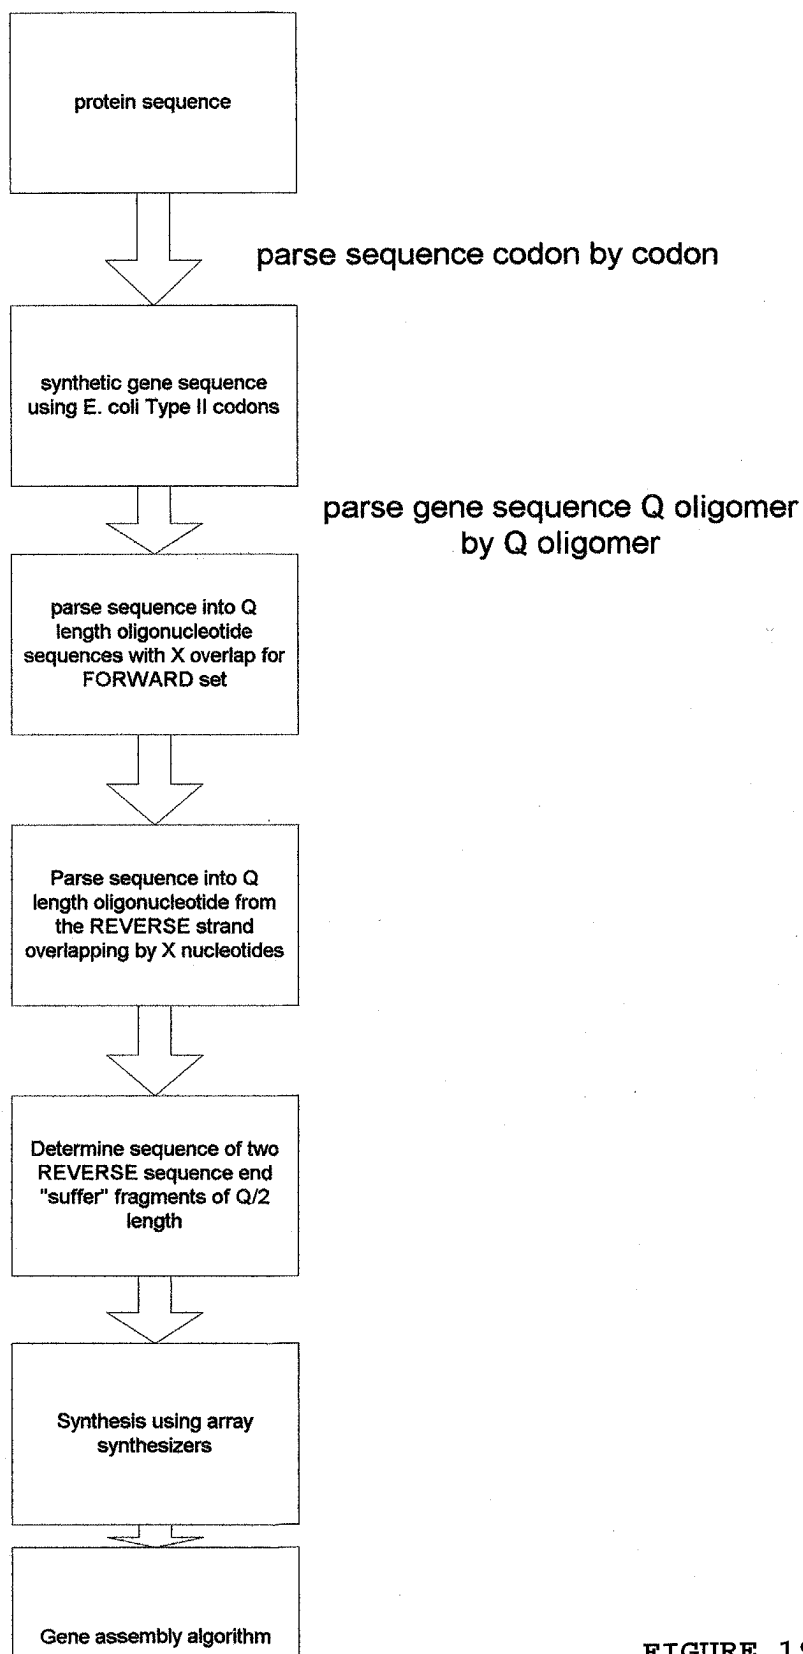 protein sequence
parse sequence codon by codon
synthetic gene sequence
using E. coli Type II codons
parse gene sequence Q oligomer
by Q oligomer
parse sequence into Q
length oligonucleotide
sequences with X overlap for
FORWARD set
Parse sequence into Q
length oligonucleotide from
the REVERSE strand
overlapping by X nucleotides
Determine sequence of two
REVERSE sequence end
"suffer" fragments of Q/2
length
Synthesis using array
synthesizers
Gene assembly algorithm
FIGURE